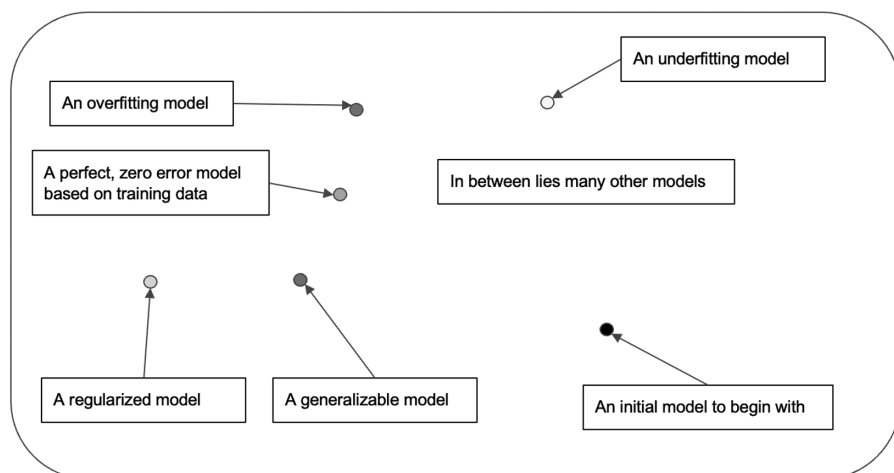 An underfitting model
An overfitting model
A perfect, zero error model
based on training data
In between lies many other models
A regularized model
A generalizable model
An initial model to begin with